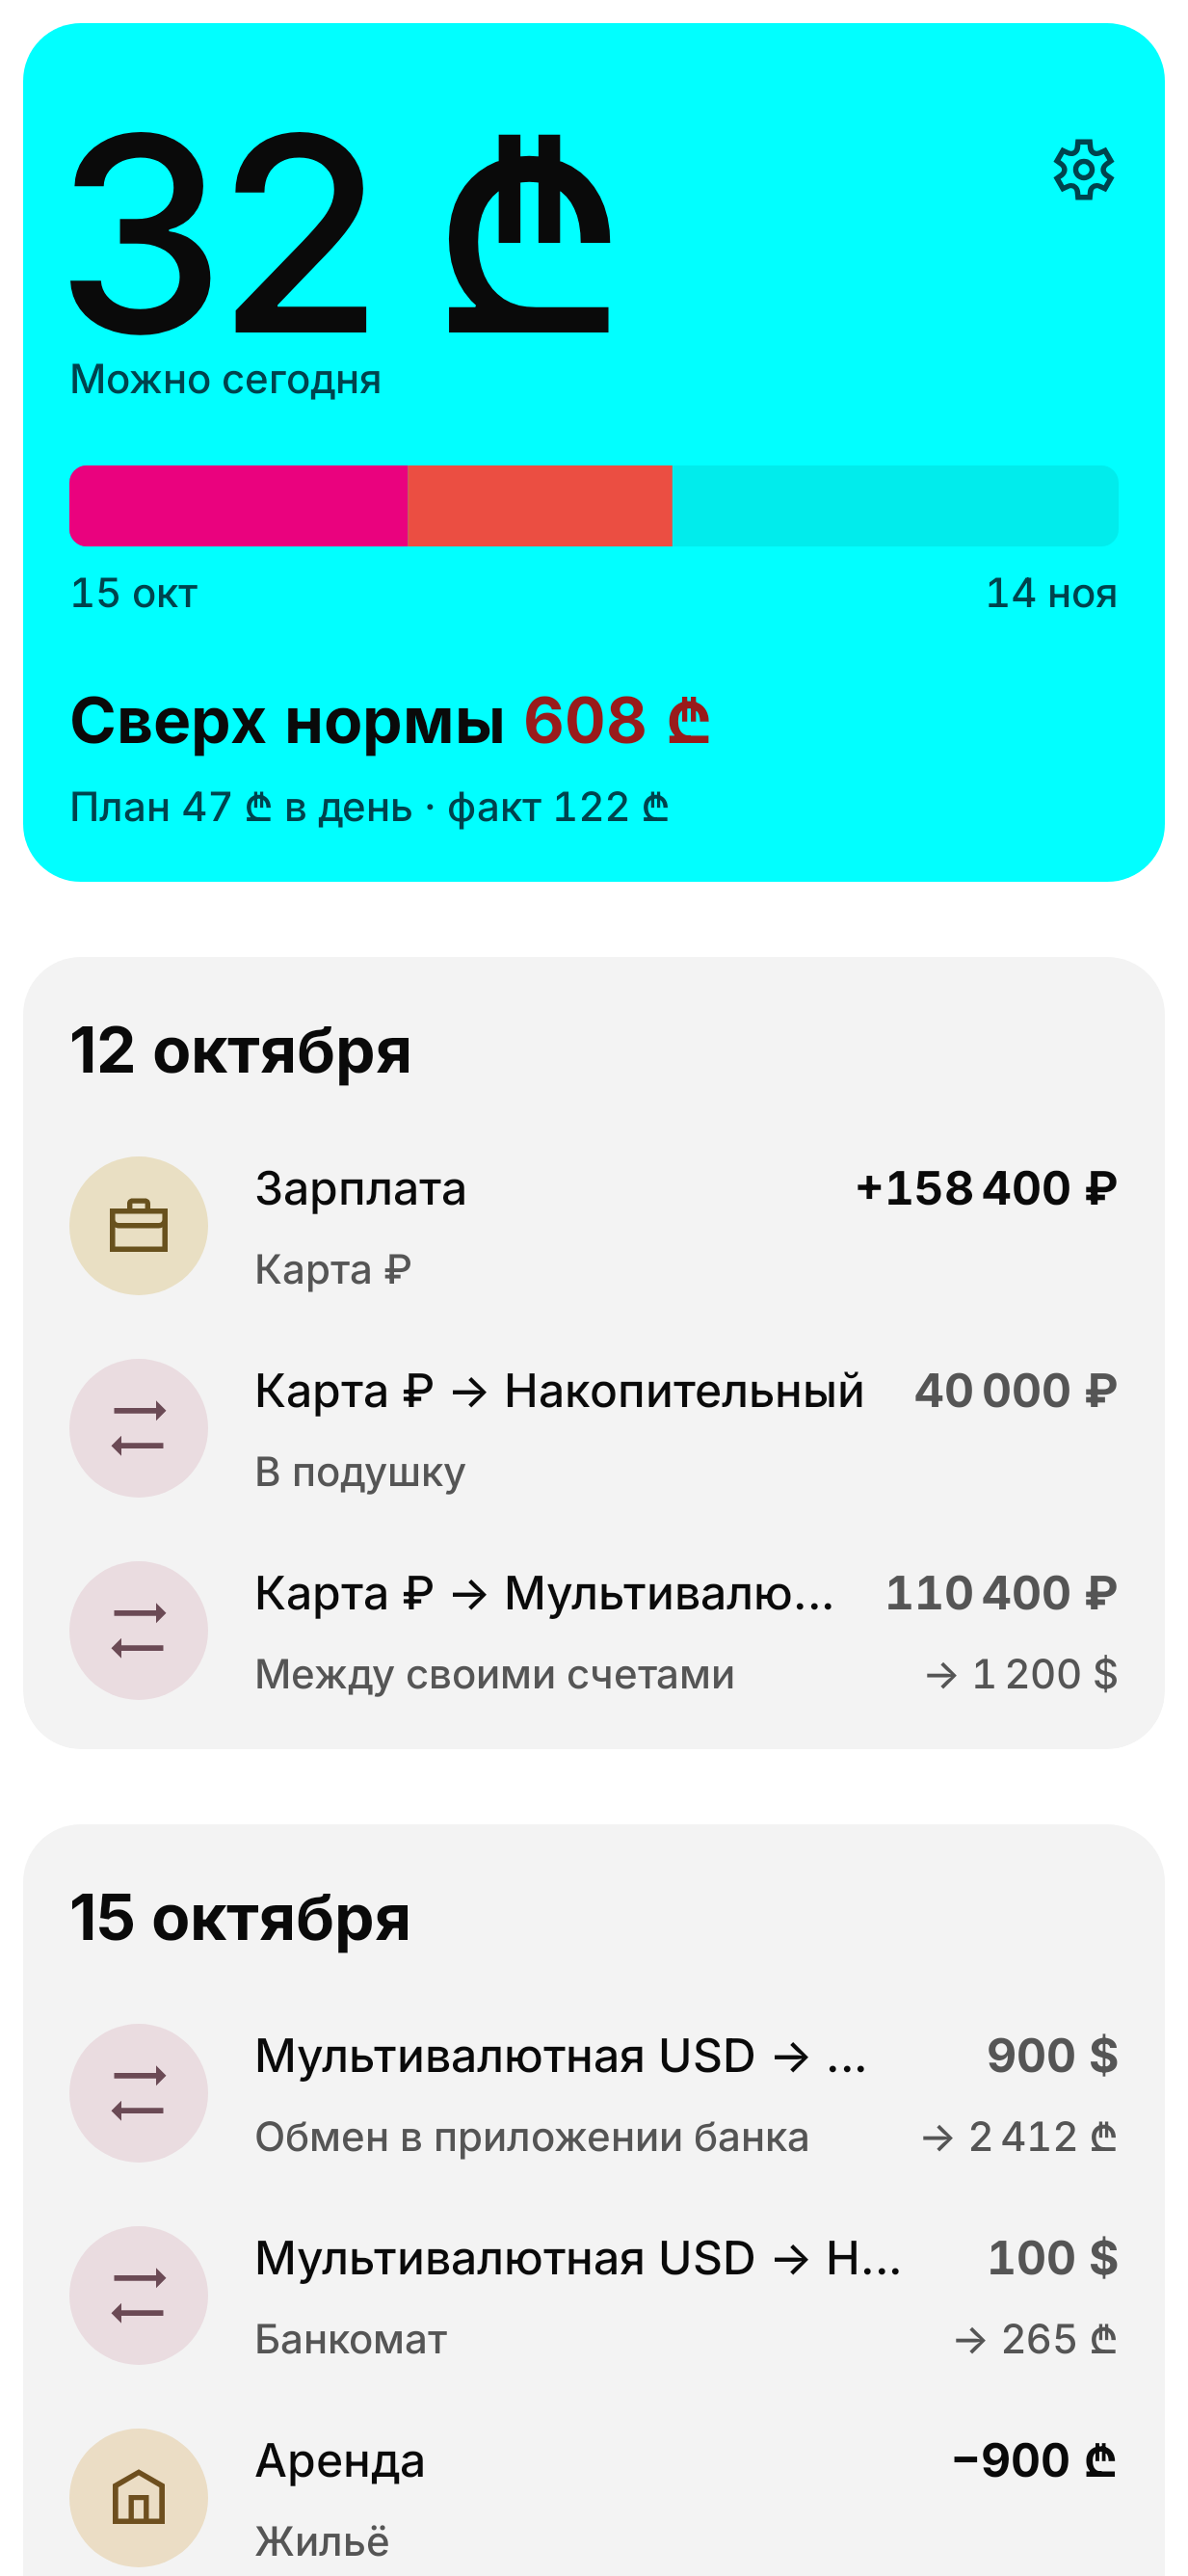 32 ₾
Можно сегодня
15 окт
14 ноя
Сверх нормы 608 ₾
План 47 ₾ в день · факт 122 ₾
12 октября
Зарплата +158 400 ₽
Карта ₽
Карта ₽ → Накопительный 40 000 ₽
В подушку
Карта ₽ → Мультивалю... 110 400 ₽
Между своими счетами → 1 200 $
15 октября
Мультивалютная USD → ... 900 $
Обмен в приложении банка → 2 412 ₾
Мультивалютная USD → Н... 100 $
Банкомат → 265 ₾
Аренда −900 ₾
Жильё